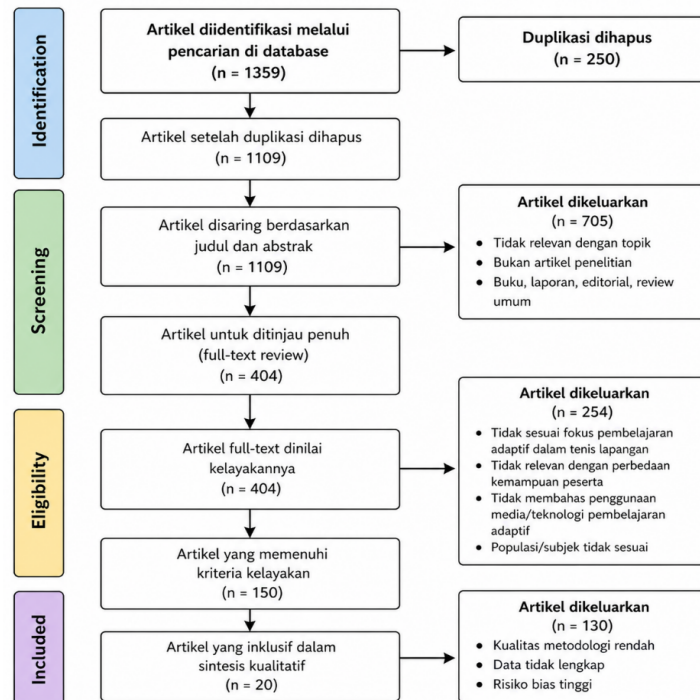 Identification
Artikel diidentifikasi melalui
pencarian di database
(n = 1359)
Duplikasi dihapus
(n = 250)
Artikel setelah duplikasi dihapus
(n = 1109)
Screening
Artikel disaring berdasarkan
judul dan abstrak
(n = 1109)
Artikel dikeluarkan
(n = 705)
● Tidak relevan dengan topik
● Bukan artikel penelitian
● Buku, laporan, editorial, review
umum
Artikel untuk ditinjau penuh
(full-text review)
(n = 404)
Eligibility
Artikel full-text dinilai
kelayakannya
(n = 404)
Artikel dikeluarkan
(n = 254)
● Tidak sesuai fokus pembelajaran
adaptif dalam tenis lapangan
● Tidak relevan dengan perbedaan
kemampuan peserta
● Tidak membahas penggunaan
media/teknologi pembelajaran
adaptif
● Populasi/subjek tidak sesuai
Artikel yang memenuhi
kriteria kelayakan
(n = 150)
Included
Artikel yang inklusif dalam
sintesis kualitatif
(n = 20)
Artikel dikeluarkan
(n = 130)
● Kualitas metodologi rendah
● Data tidak lengkap
● Risiko bias tinggi